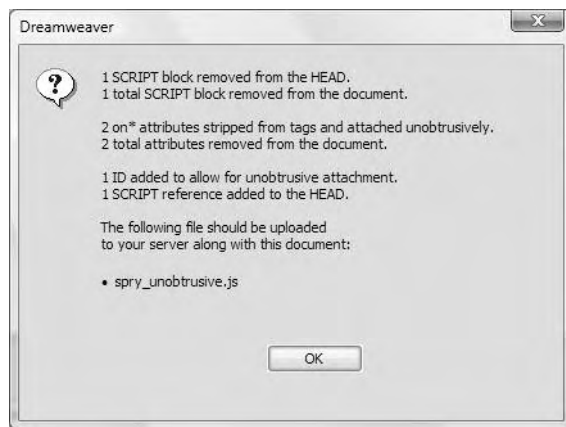 Dreamweaver
1 SCRIPT block removed from the HEAD.
1 total SCRIPT block removed from the document.
2 on* attributes stripped from tags and attached unobtrusively.
2 total attributes removed from the document.
1 ID added to allow for unobtrusive attachment.
1 SCRIPT reference added to the HEAD.
The following file should be uploaded
to your server along with this document:
• spry_unobtrusive.js
OK